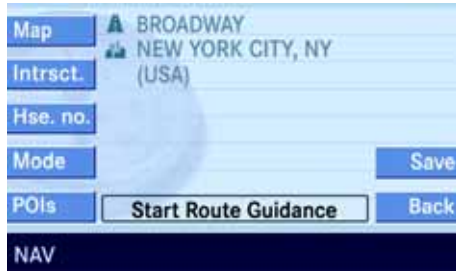 Map
BROADWAY
NEW YORK CITY, NY
Intrsct.
(USA)
Hse. no.
Mode
Save
POIs
Start Route Guidance
Back
NAV